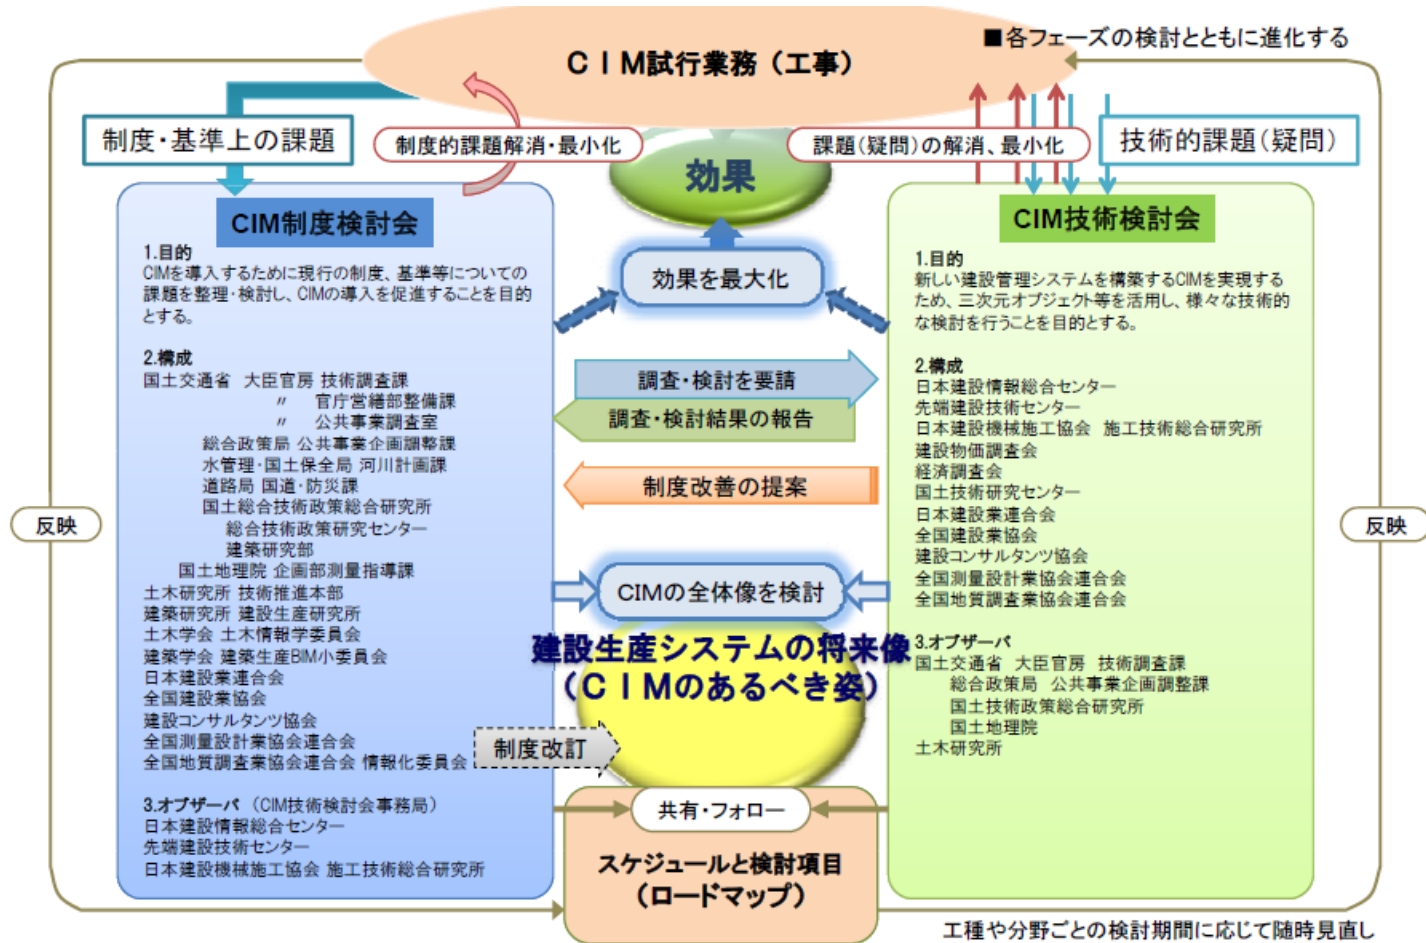 ■各フェーズの検討とともに進化する
ＣＩＭ試行業務（工事）
制度・基準上の課題
制度的課題解消・最小化
課題(疑問)の解消、最小化
技術的課題(疑問)
効果
CIM制度検討会
1.目的
CIMを導入するために現行の制度、基準等についての
課題を整理・検討し、CIMの導入を促進することを目的
とする。
2.構成
国土交通省　大臣官房 技術調査課
〃　官庁営繕部整備課
〃　公共事業調査室
総合政策局 公共事業企画調整課
水管理・国土保全局 河川計画課
道路局 国道・防災課
国土総合技術政策総合研究所
総合技術政策研究センター
建築研究部
国土地理院 企画部測量指導課
土木研究所 技術推進本部
建築研究所 建設生産研究所
土木学会 土木情報学委員会
建築学会 建築生産BIM小委員会
日本建設業連合会
全国建設業協会
建設コンサルタンツ協会
全国測量設計業協会連合会
全国地質調査業協会連合会 情報化委員会
3.オブザーバ （CIM技術検討会事務局）
日本建設情報総合センター
先端建設技術センター
日本建設機械施工協会 施工技術総合研究所
効果を最大化
調査・検討を要請
調査・検討結果の報告
制度改善の提案
CIMの全体像を検討
建設生産システムの将来像
（ＣＩＭのあるべき姿）
制度改訂
共有・フォロー
スケジュールと検討項目
（ロードマップ）
CIM技術検討会
1.目的
新しい建設管理システムを構築するCIMを実現する
ため、三次元オブジェクト等を活用し、様々な技術的
な検討を行うことを目的とする。
2.構成
日本建設情報総合センター
先端建設技術センター
日本建設機械施工協会　施工技術総合研究所
建設物価調査会
経済調査会
国土技術研究センター
日本建設業連合会
全国建設業協会
建設コンサルタンツ協会
全国測量設計業協会連合会
全国地質調査業協会連合会
3.オブザーバ
国土交通省　大臣官房　技術調査課
総合政策局　公共事業企画調整課
国土技術政策総合研究所
国土地理院
土木研究所
反映
反映
工種や分野ごとの検討期間に応じて随時見直し